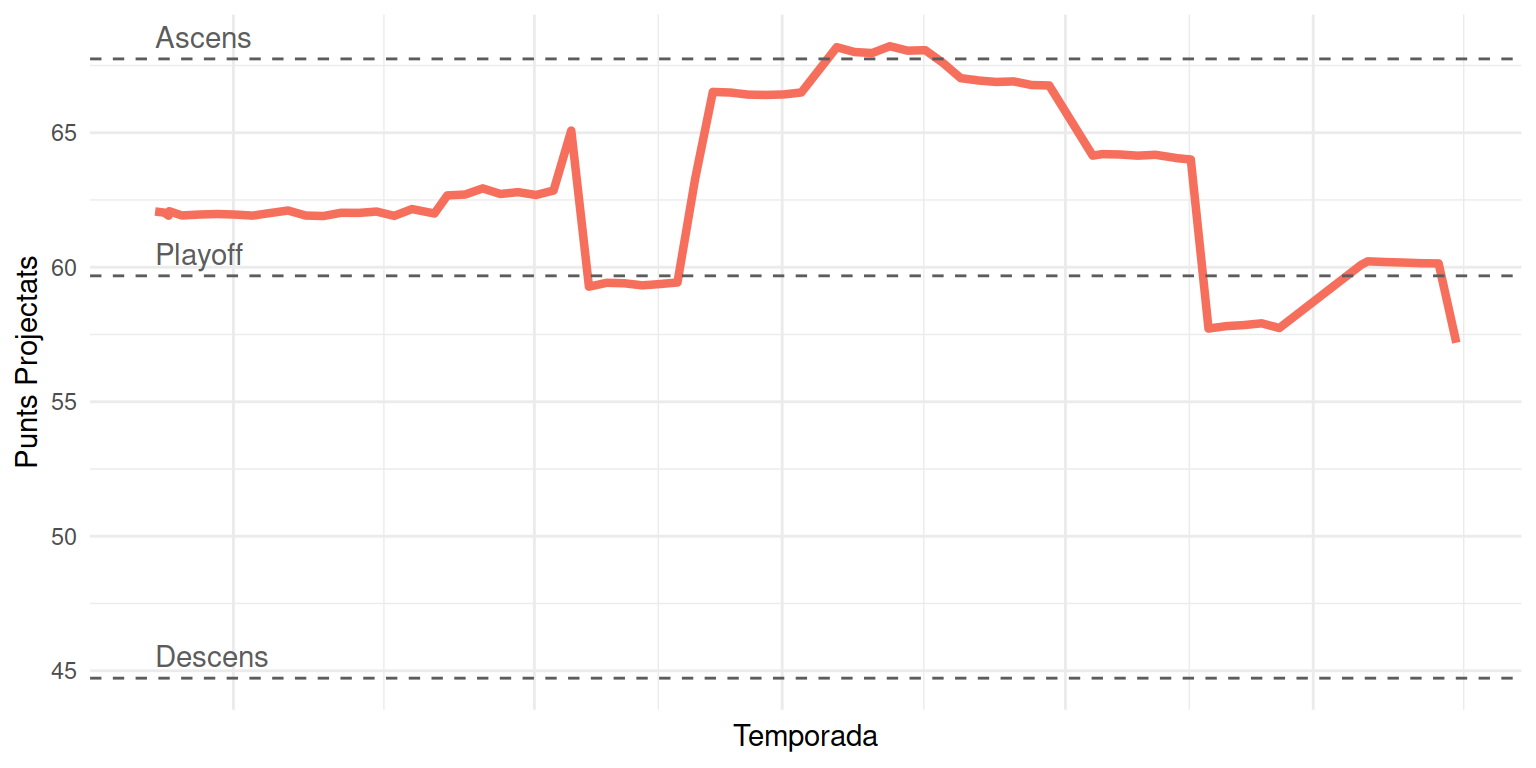 Ascens
65
Playoff
60
55
50
Descens
45
Punts Projectats
Temporada